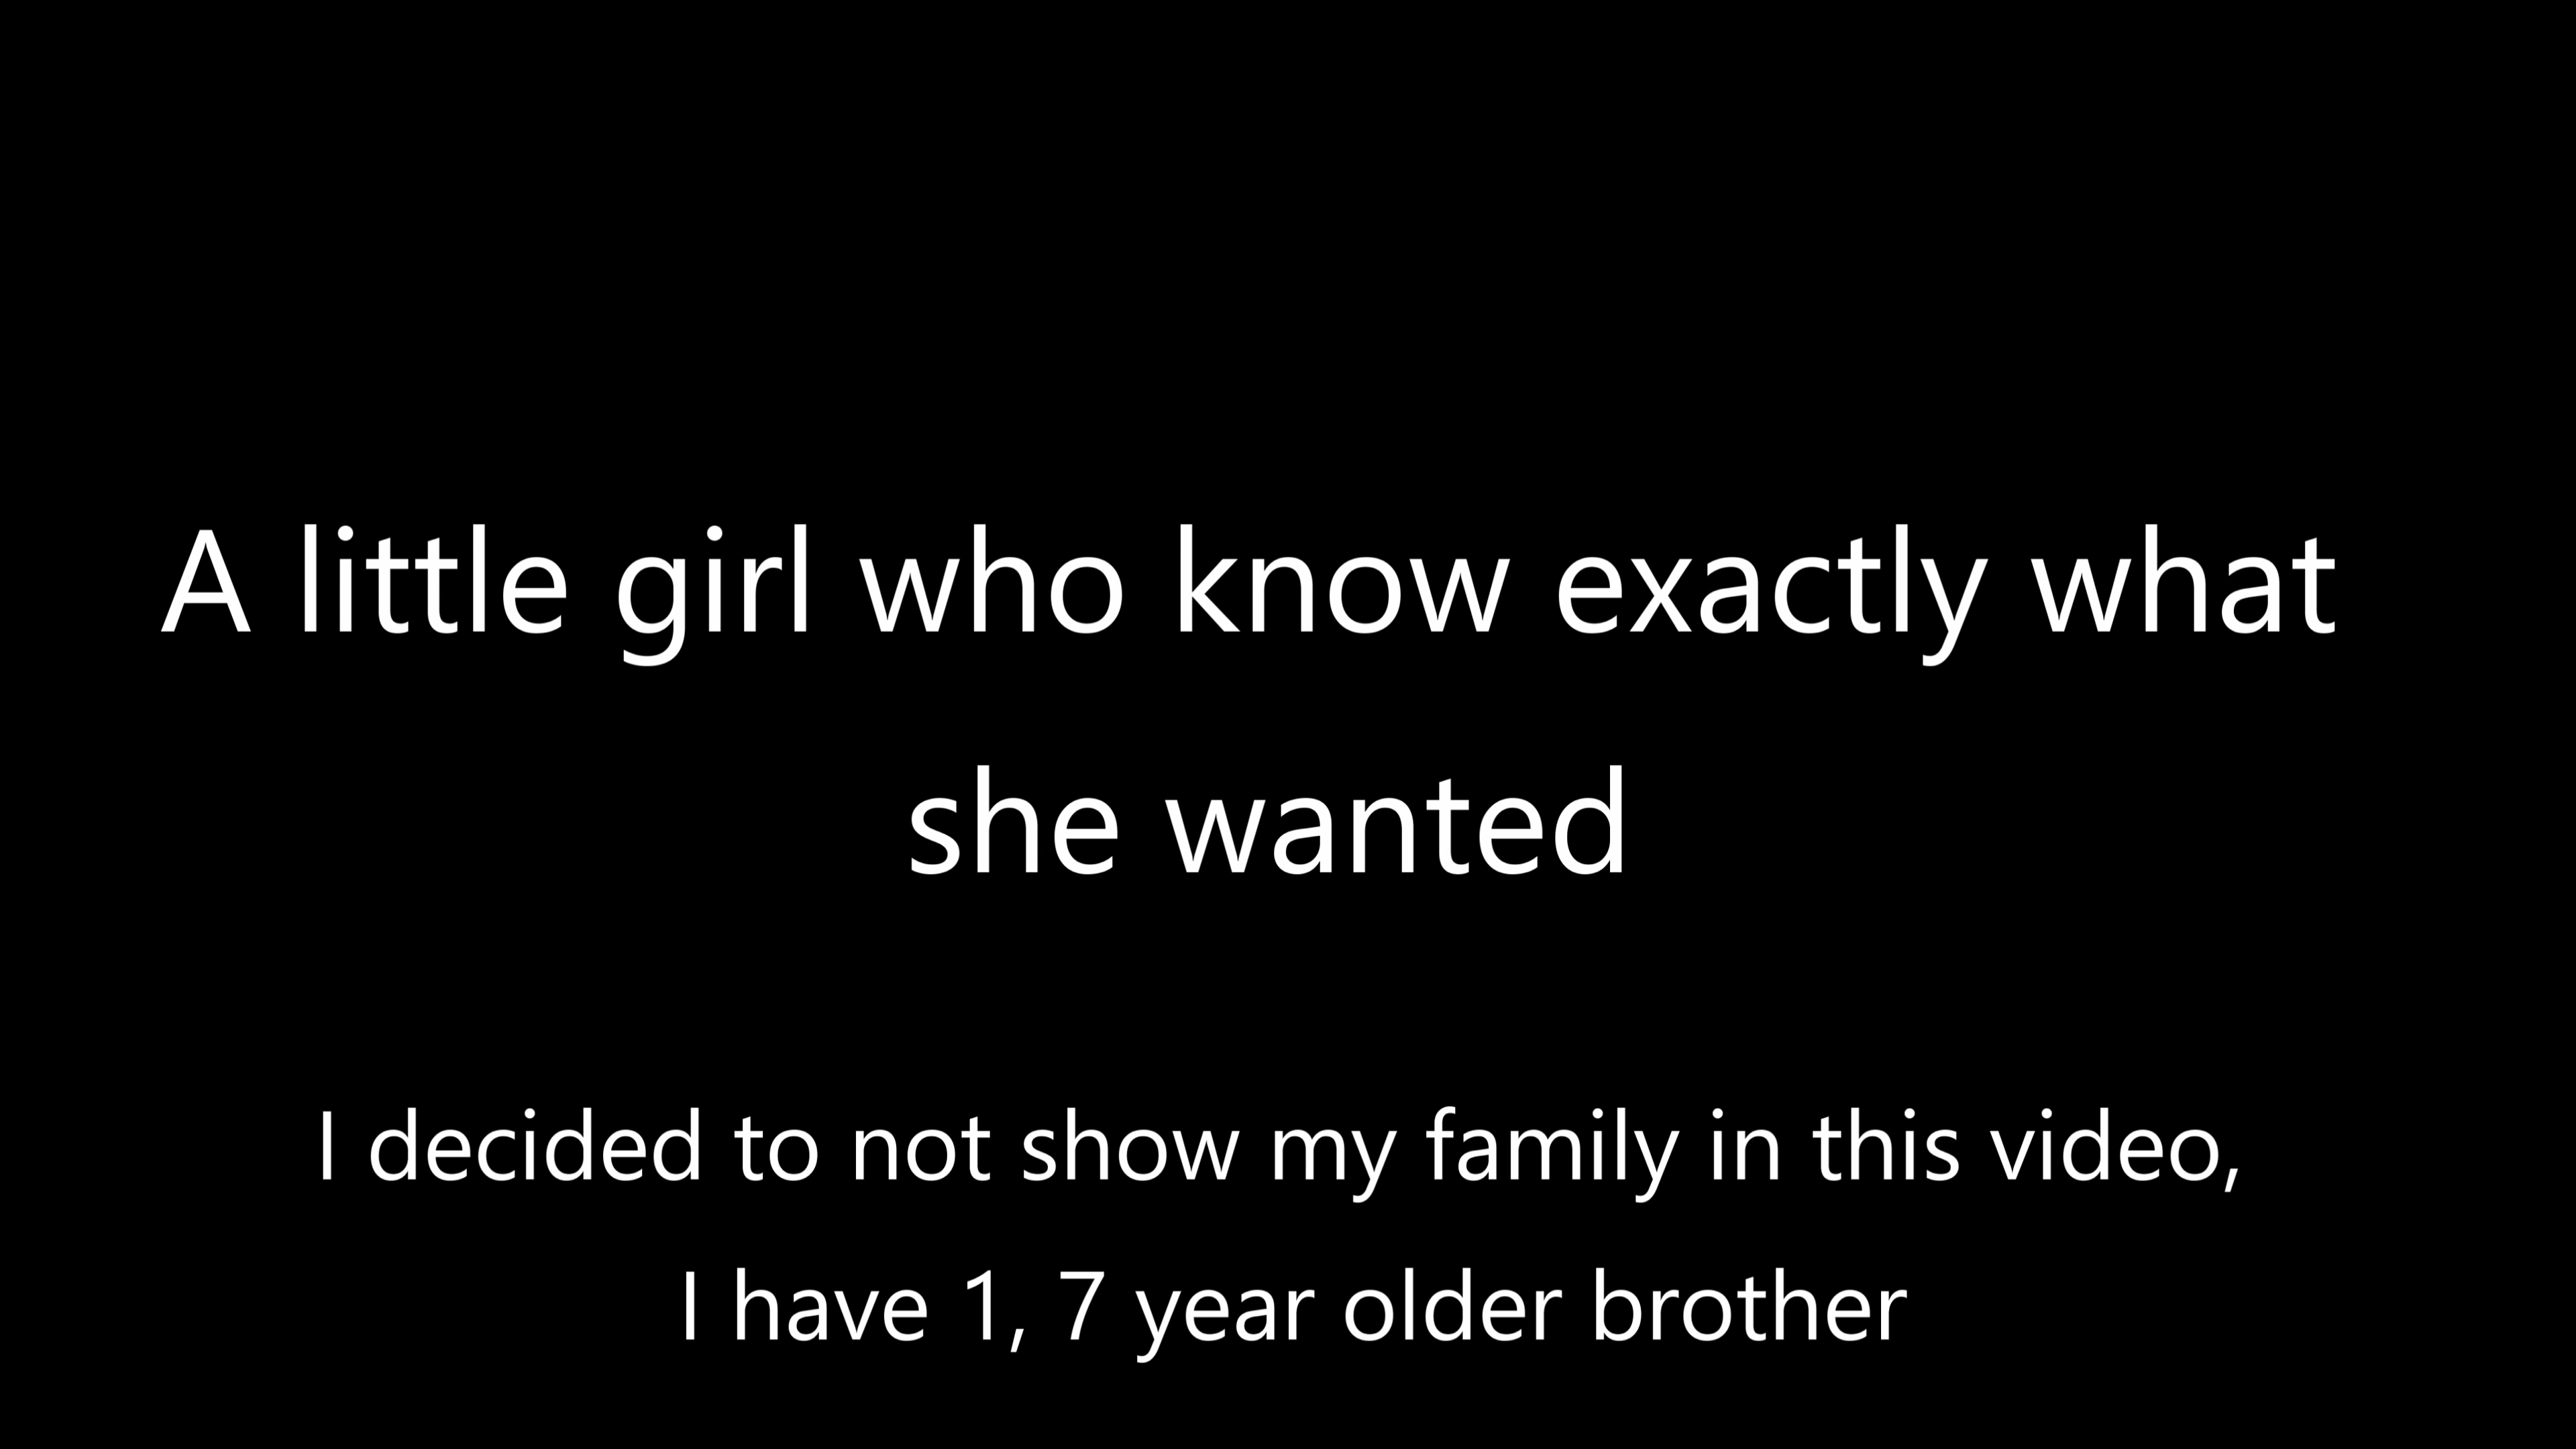 A little girl who know exactly what
she wanted
I decided to not show my family in this video,
I have 1, 7 year older brother